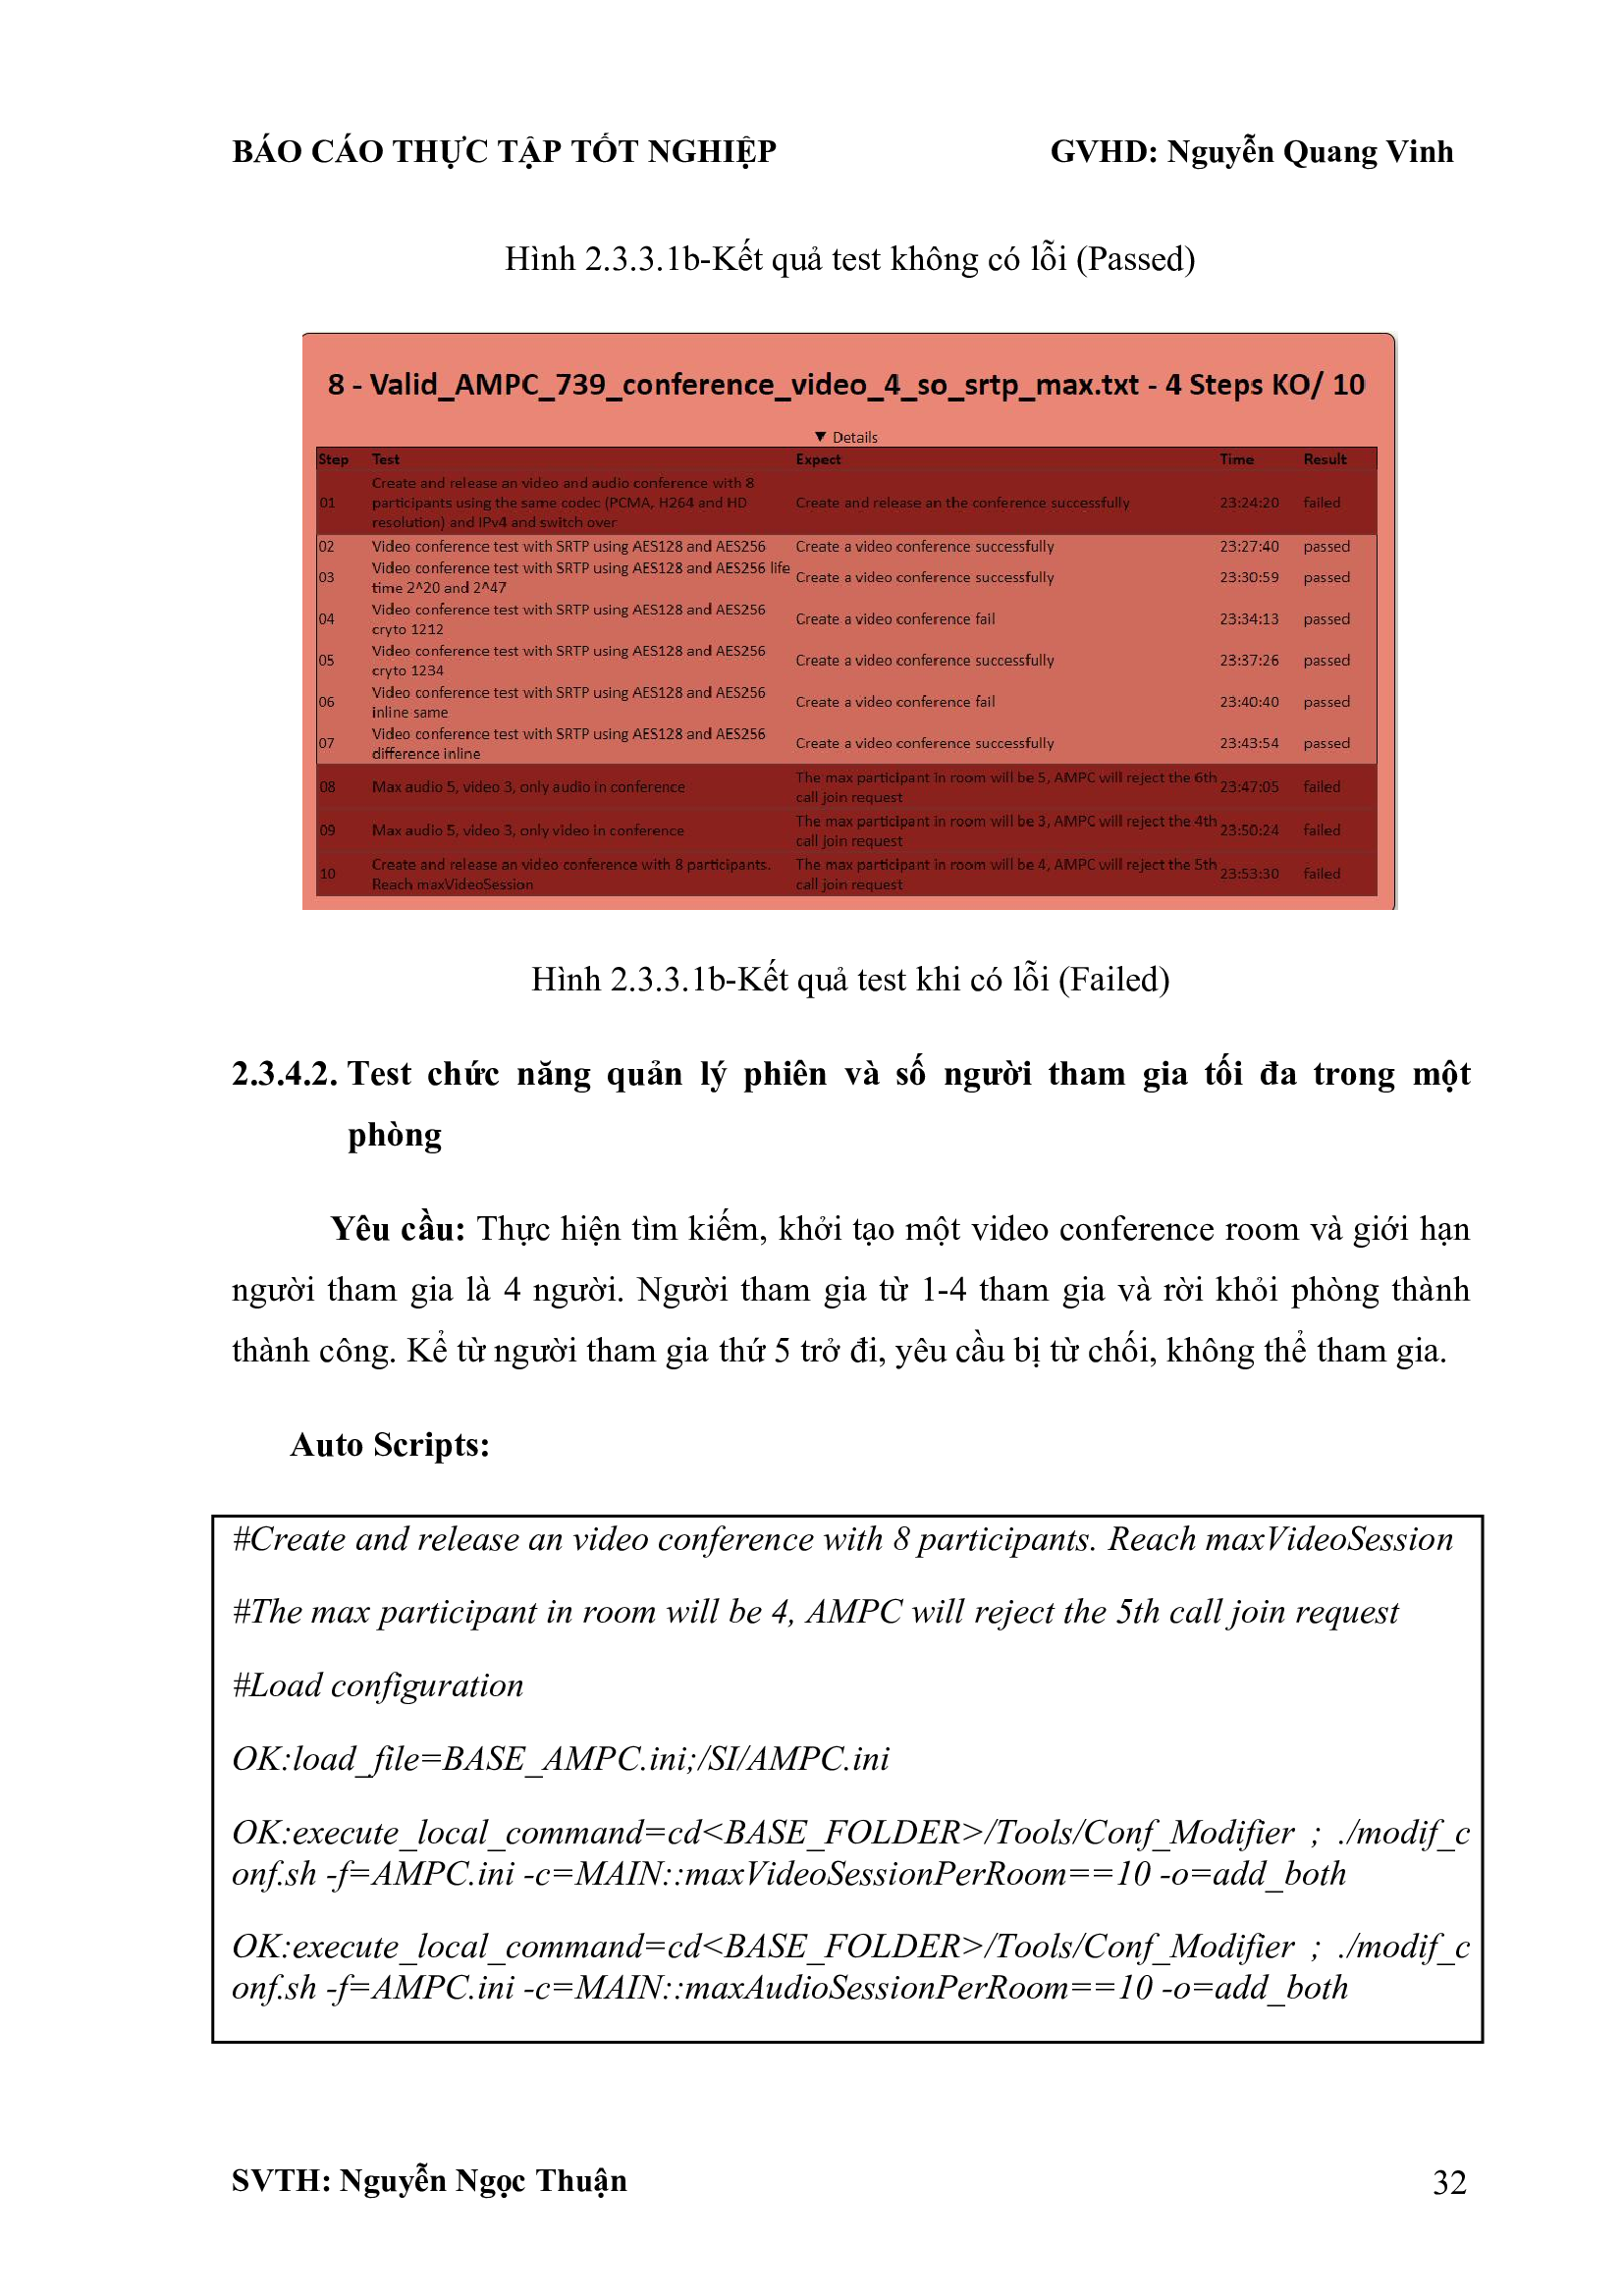 BÁO CÁO THỰC TẬP TỐT NGHIỆP GVHD: Nguyễn Quang Vinh
Hình 2.3.3.1b-Kết quả test không có lỗi (Passed)
8 - Valid_AMPC_739_conference_video_4_so_srtp_max.txt - 4 Steps KO/ 10
▼ Details
Step Test Expect Time Result
Create and release an video and audio conference with 8
01 participants using the same codec (PCMA, H264 and HD Create and release an the conference successfully 23:24:20 failed
resolution) and IPv4 and switch over
02 Video conference test with SRTP using AES128 and AES256 Create a video conference successfully 23:27:40 passed
03 Video conference test with SRTP using AES128 and AES256 life Create a video conference successfully 23:30:59 passed
time 2^20 and 2^47
04 Video conference test with SRTP using AES128 and AES256 Create a video conference fail 23:34:13 passed
cryto 1212
05 Video conference test with SRTP using AES128 and AES256 Create a video conference successfully 23:37:26 passed
cryto 1234
06 Video conference test with SRTP using AES128 and AES256 Create a video conference fail 23:40:40 passed
inline same
07 Video conference test with SRTP using AES128 and AES256 Create a video conference successfully 23:43:54 passed
difference inline
08 Max audio 5, video 3, only audio in conference The max participant in room will be 5, AMPC will reject the 6th 23:47:05 failed
call join request
09 Max audio 5, video 3, only video in conference The max participant in room will be 3, AMPC will reject the 4th 23:50:24 failed
call join request
10 Create and release an video conference with 8 participants. The max participant in room will be 4, AMPC will reject the 5th 23:53:30 failed
Reach maxVideoSession call join request
Hình 2.3.3.1b-Kết quả test khi có lỗi (Failed)
2.3.4.2. Test chức năng quản lý phiên và số người tham gia tối đa trong một
phòng
Yêu cầu: Thực hiện tìm kiếm, khởi tạo một video conference room và giới hạn
người tham gia là 4 người. Người tham gia từ 1-4 tham gia và rời khỏi phòng thành
thành công. Kể từ người tham gia thứ 5 trở đi, yêu cầu bị từ chối, không thể tham gia.
Auto Scripts:
#Create and release an video conference with 8 participants. Reach maxVideoSession
#The max participant in room will be 4, AMPC will reject the 5th call join request
#Load configuration
OK:load_file=BASE_AMPC.ini;/SI/AMPC.ini
OK:execute_local_command=cd<BASE_FOLDER>/Tools/Conf_Modifier ; ./modif_c
onf.sh -f=AMPC.ini -c=MAIN::maxVideoSessionPerRoom==10 -o=add_both
OK:execute_local_command=cd<BASE_FOLDER>/Tools/Conf_Modifier ; ./modif_c
onf.sh -f=AMPC.ini -c=MAIN::maxAudioSessionPerRoom==10 -o=add_both
SVTH: Nguyễn Ngọc Thuận 32